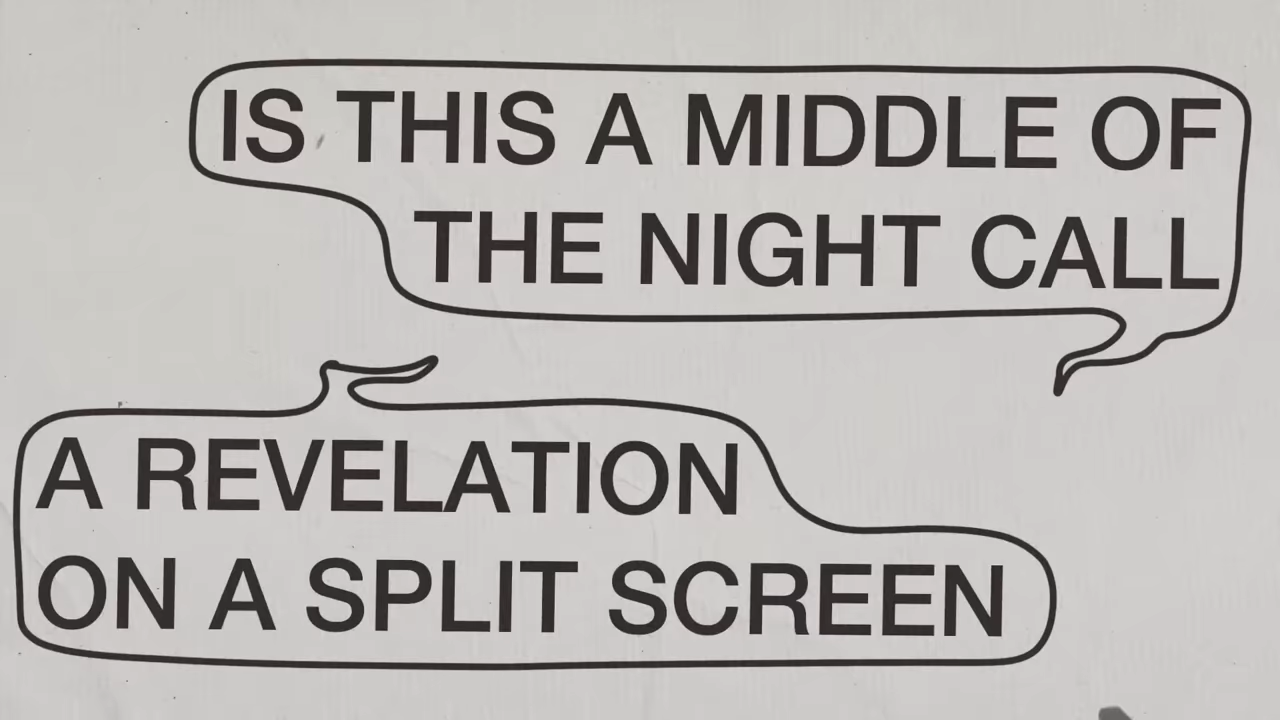 IS THIS A MIDDLE OF
THE NIGHT CALL
A REVELATION
ON A SPLIT SCREEN